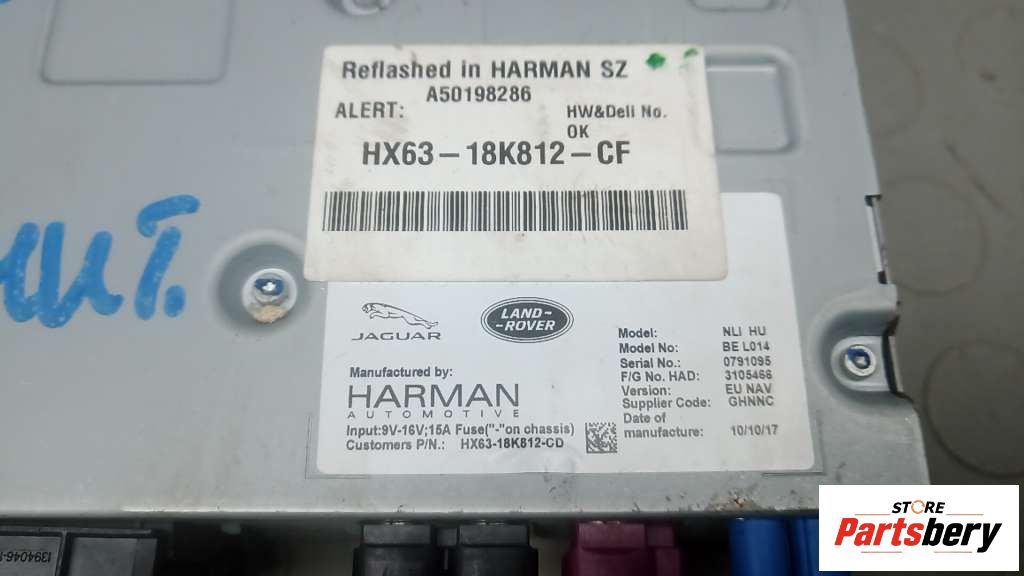 Reflashed in HARMAN SZ
A50198286
ALERT: HW&Deli No.
OK
HX63-18K812-CF
JAGUAR
LAND-
-ROVER
Manufactured by:
HARMAN
AUTOMOTIVE
Input:9V-16V;15A Fuse("-"on chassis)
Customers P/N.: HX63-18K812-CD
Model: NLI HU
Model No: BE L014
Serial No.: 0791095
F/G No. HAD: 3105466
Version: EU NAV
Supplier Code: GHNNC
Date of
manufacture: 10/10/17
STORE
Partsbery